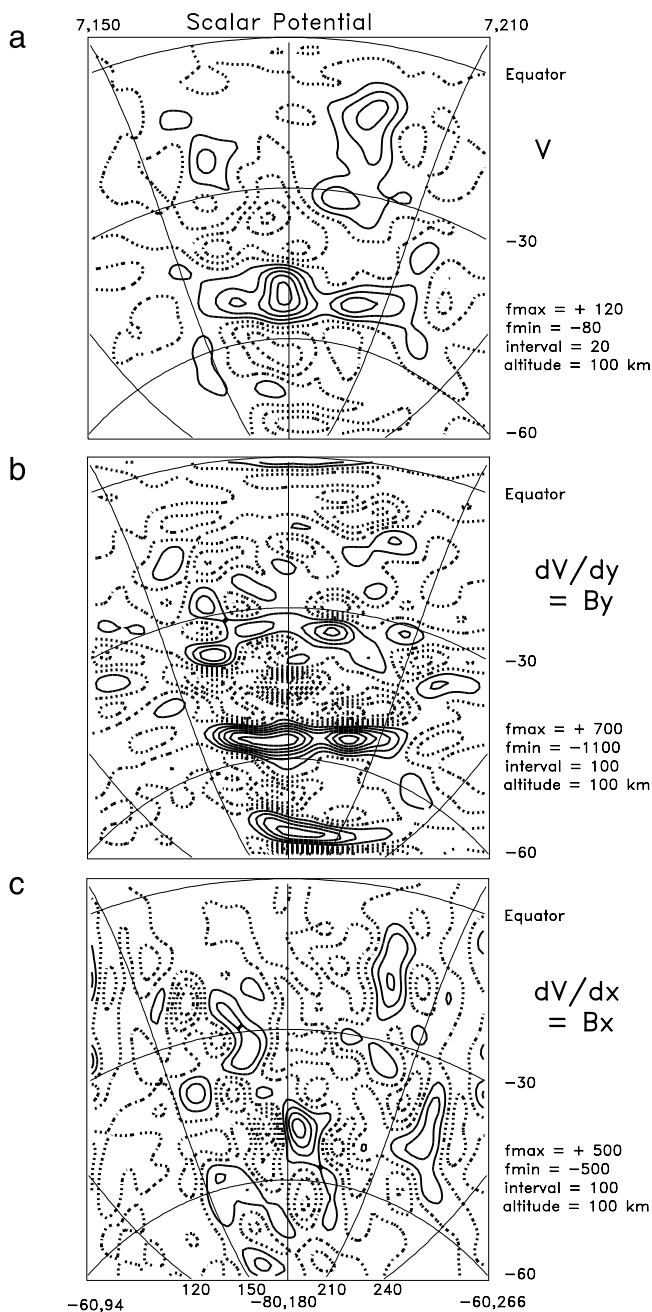 a
7,150
Scalar Potential
7,210
Equator
V
−30
fmax = + 120
fmin = −80
interval = 20
altitude = 100 km
−60
b
Equator
dV/dy
= By
−30
fmax = + 700
fmin = −1100
interval = 100
altitude = 100 km
−60
c
Equator
dV/dx
= Bx
−30
fmax = + 500
fmin = −500
interval = 100
altitude = 100 km
−60
120 150 210 240
−60,94 −80,180 −60,266